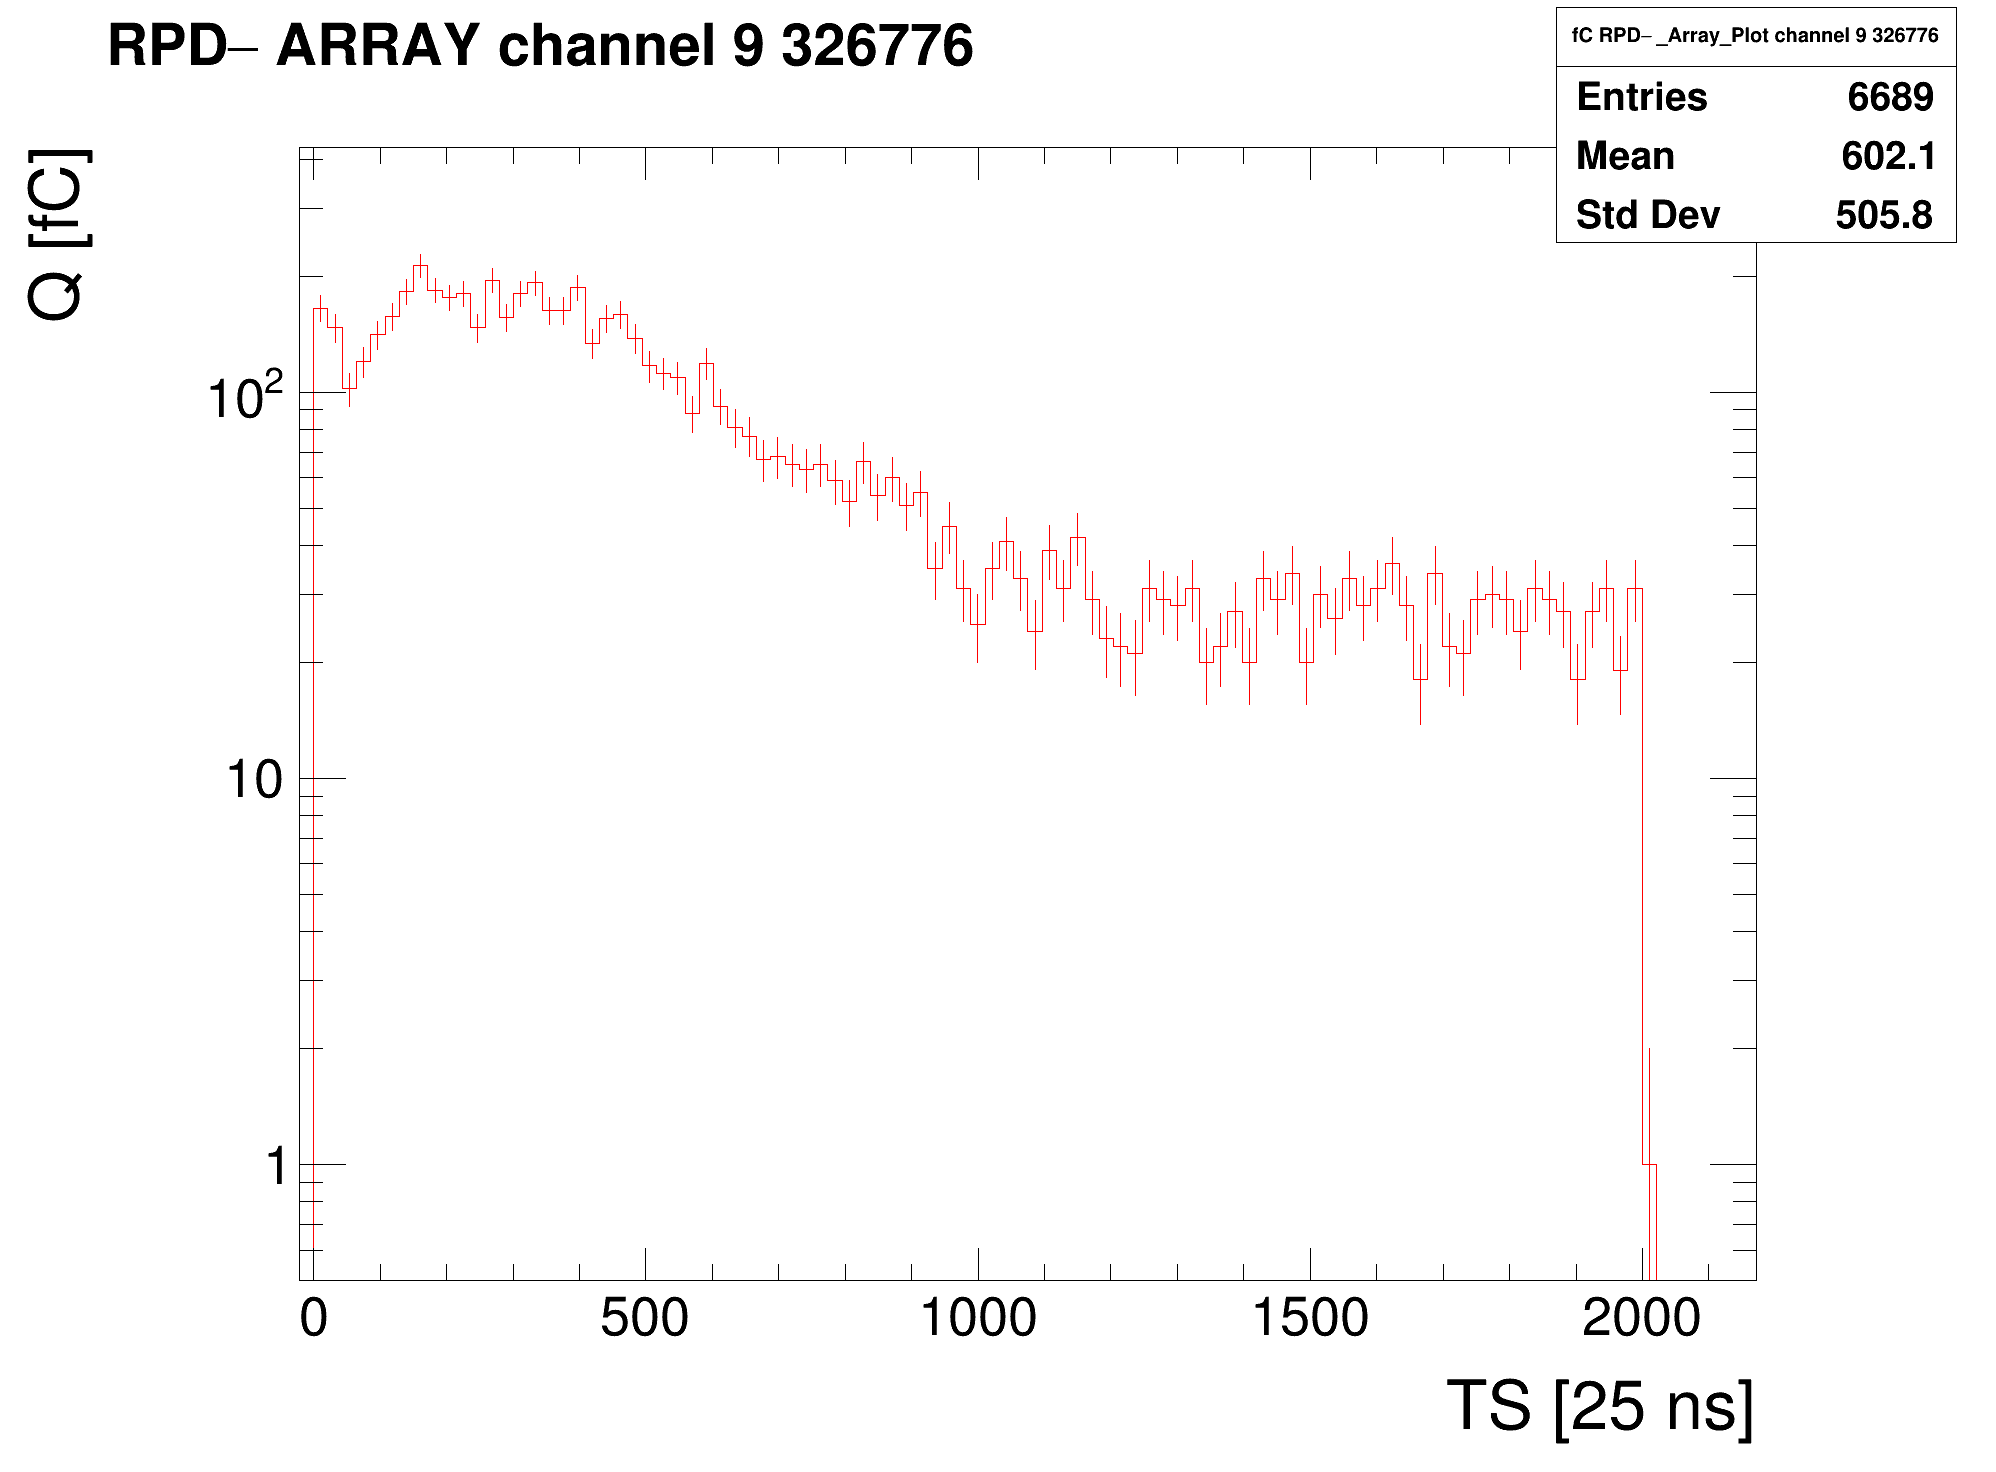 RPD− ARRAY channel 9 326776
fC RPD− _Array_Plot channel 9 326776
Entries 6689
Mean 602.1
Std Dev 505.8
Q [fC]
10²
10
1
0 500 1000 1500 2000
TS [25 ns]